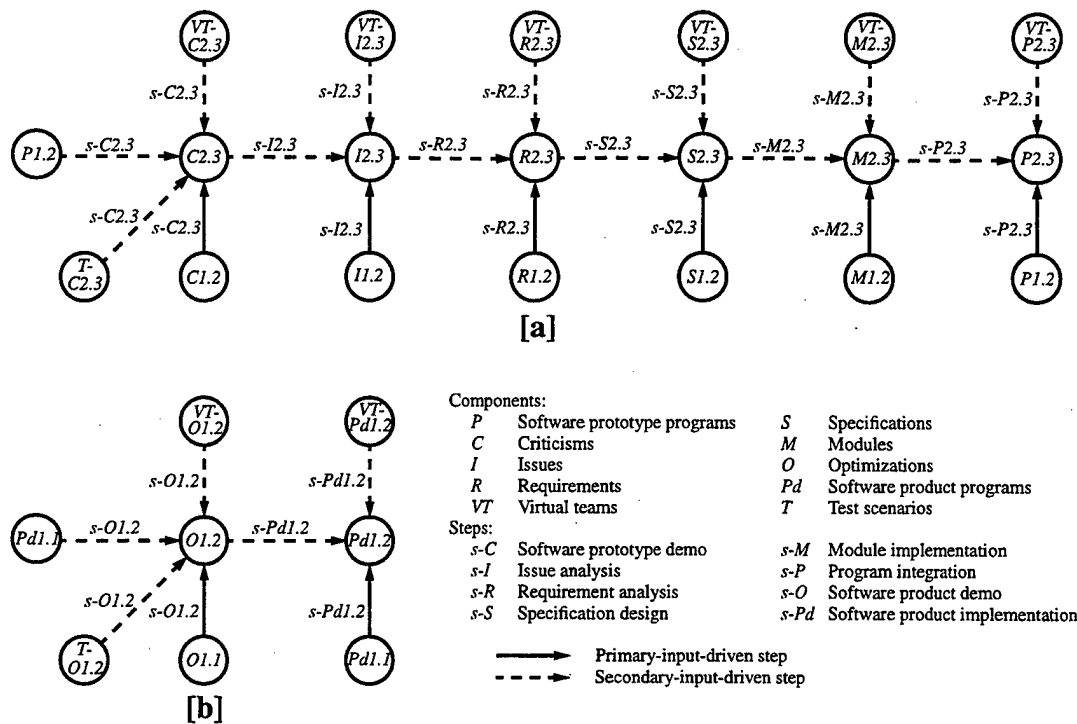 VT-
C2.3
VT-
I2.3
VT-
R2.3
VT-
S2.3
VT-
M2.3
VT-
P2.3
s-C2.3
s-I2.3
s-R2.3
s-S2.3
s-M2.3
s-P2.3
P1.2
s-C2.3
C2.3
s-I2.3
I2.3
s-R2.3
R2.3
s-S2.3
S2.3
s-M2.3
M2.3
s-P2.3
P2.3
s-C2.3
s-C2.3
s-I2.3
s-R2.3
s-S2.3
s-M2.3
s-P2.3
T-
C2.3
C1.2
I1.2
R1.2
S1.2
M1.2
P1.2
[a]
VT-
O1.2
VT-
Pd1.2
s-O1.2
s-Pd1.2
Pd1.1
s-O1.2
O1.2
s-Pd1.2
Pd1.2
s-O1.2
s-O1.2
s-Pd1.2
T-
O1.2
O1.1
Pd1.1
[b]
Components:
P Software prototype programs S Specifications
C Criticisms M Modules
I Issues O Optimizations
R Requirements Pd Software product programs
VT Virtual teams T Test scenarios
Steps:
s-C Software prototype demo s-M Module implementation
s-I Issue analysis s-P Program integration
s-R Requirement analysis s-O Software product demo
s-S Specification design s-Pd Software product implementation
Primary-input-driven step
Secondary-input-driven step